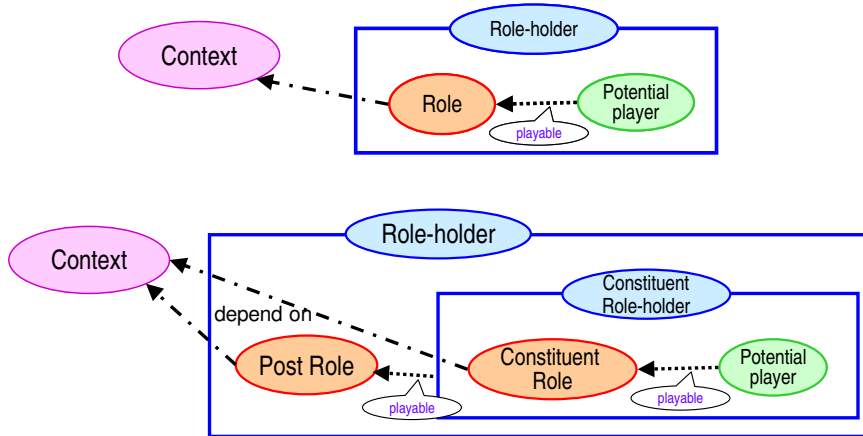 Role-holder
Context
Role
Potential
player
playable
Role-holder
Context
Constituent
Role-holder
depend on
Post Role
Constituent
Role
Potential
player
playable
playable